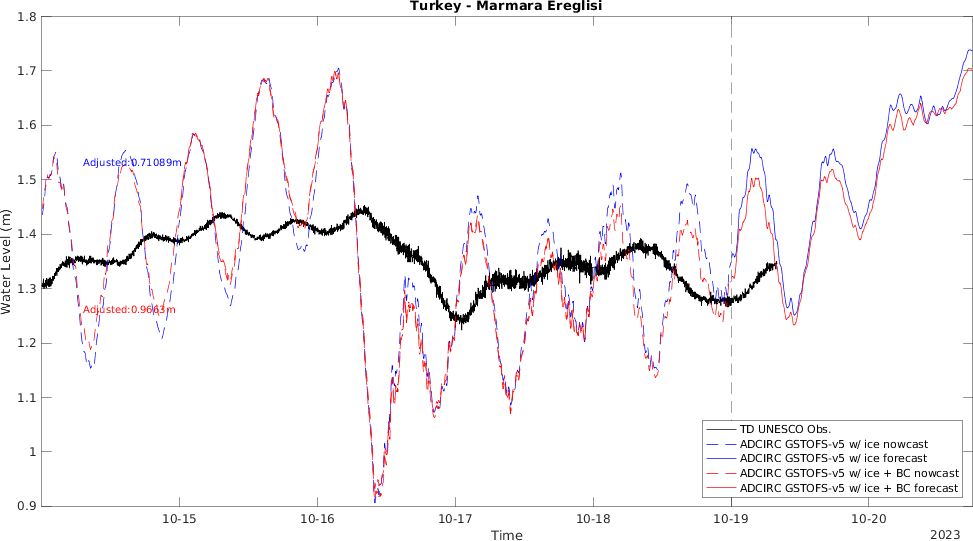 Turkey - Marmara Ereglisi
1.8
1.7
1.6
1.5
1.4
1.3
1.2
1.1
1
0.9
Water Level (m)
Adjusted:0.71089m
Adjusted:0.9663m
TD UNESCO Obs.
ADCIRC GSTOFS-v5 w/ ice nowcast
ADCIRC GSTOFS-v5 w/ ice forecast
ADCIRC GSTOFS-v5 w/ ice + BC nowcast
ADCIRC GSTOFS-v5 w/ ice + BC forecast
10-15 10-16 10-17 10-18 10-19 10-20
Time
2023